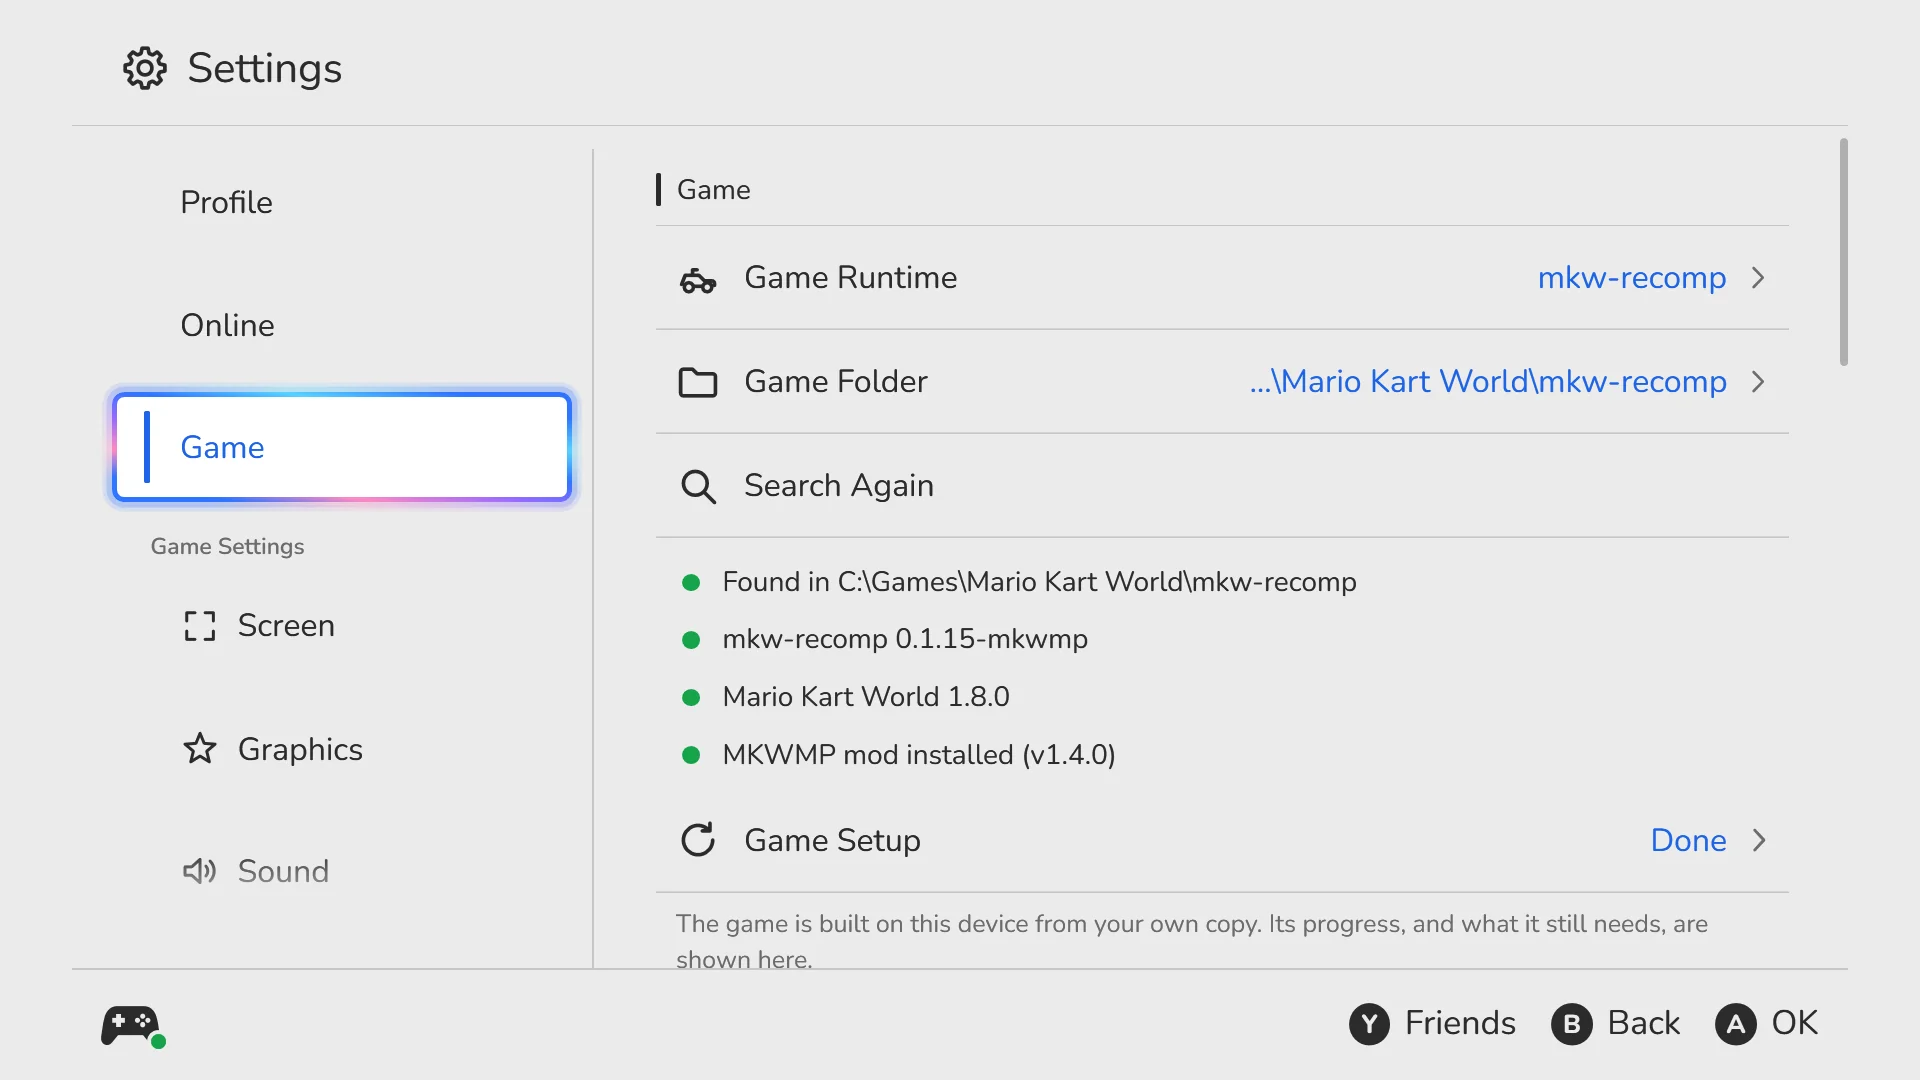 Settings
Profile
Online
Game
Game Settings
Screen
Graphics
Sound
Game
Game Runtime mkw-recomp
Game Folder ...\Mario Kart World\mkw-recomp
Search Again
Found in C:\Games\Mario Kart World\mkw-recomp
mkw-recomp 0.1.15-mkwmp
Mario Kart World 1.8.0
MKWMP mod installed (v1.4.0)
Game Setup Done
The game is built on this device from your own copy. Its progress, and what it still needs, are
shown here.
Y Friends B Back A OK